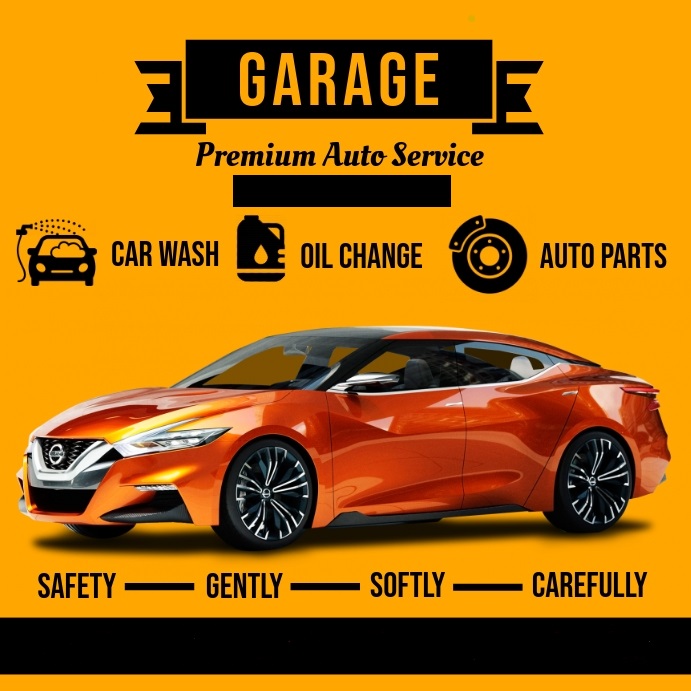 GARAGE
Premium Auto Service
CAR WASH OIL CHANGE AUTO PARTS
SAFETY GENTLY SOFTLY CAREFULLY